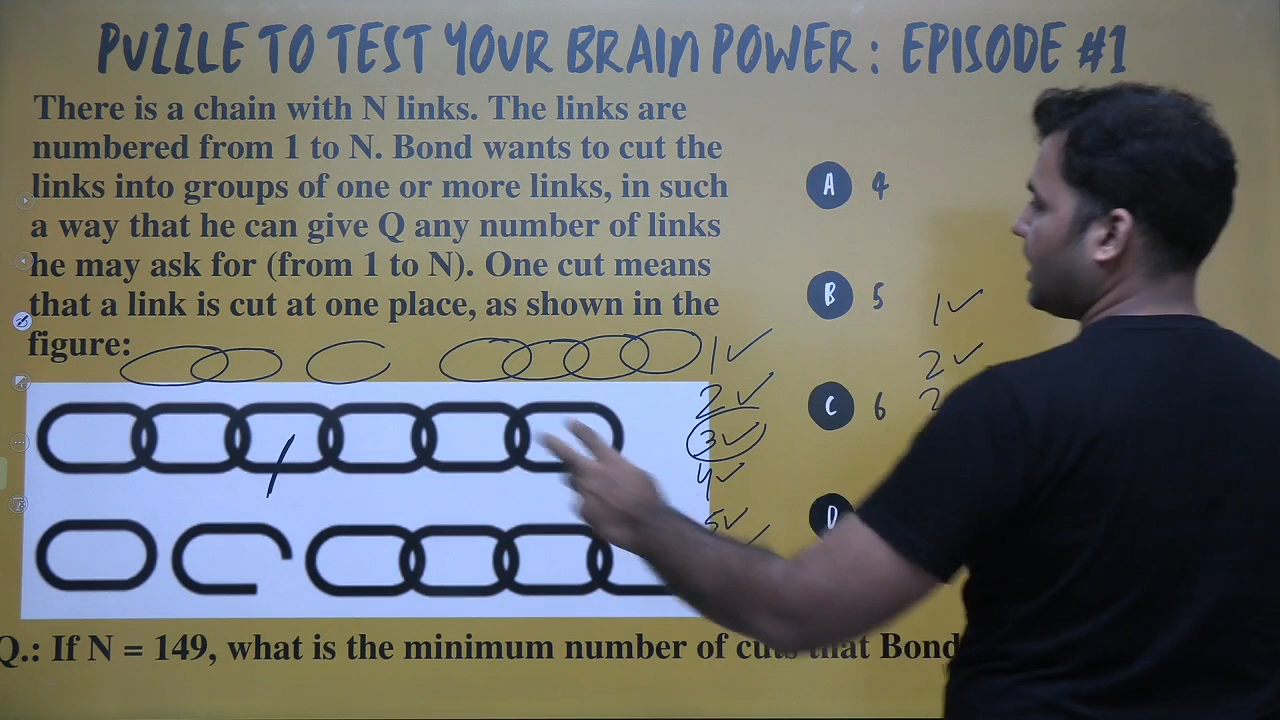 PUZZLE TO TEST YOUR BRAIN POWER : EPISODE #1
There is a chain with N links. The links are
numbered from 1 to N. Bond wants to cut the
links into groups of one or more links, in such
a way that he can give Q any number of links
he may ask for (from 1 to N). One cut means
that a link is cut at one place, as shown in the
figure:
A 4
B 5
C 6
D
1✓
2✓
3✓
4✓
5✓
1✓
2✓
Q.: If N = 149, what is the minimum number of cuts that Bond